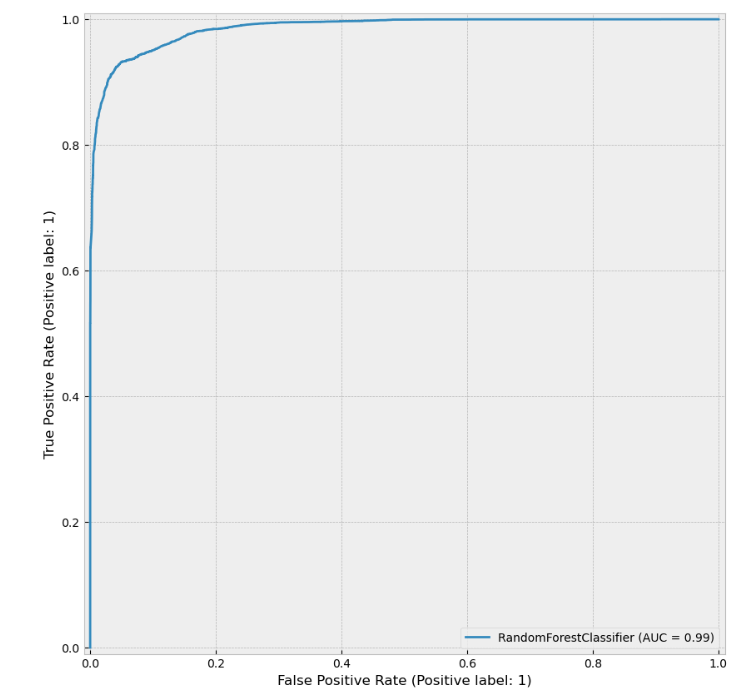 1.0
0.8
0.6
0.4
0.2
0.0
True Positive Rate (Positive label: 1)
RandomForestClassifier (AUC = 0.99)
0.0 0.2 0.4 0.6 0.8 1.0
False Positive Rate (Positive label: 1)